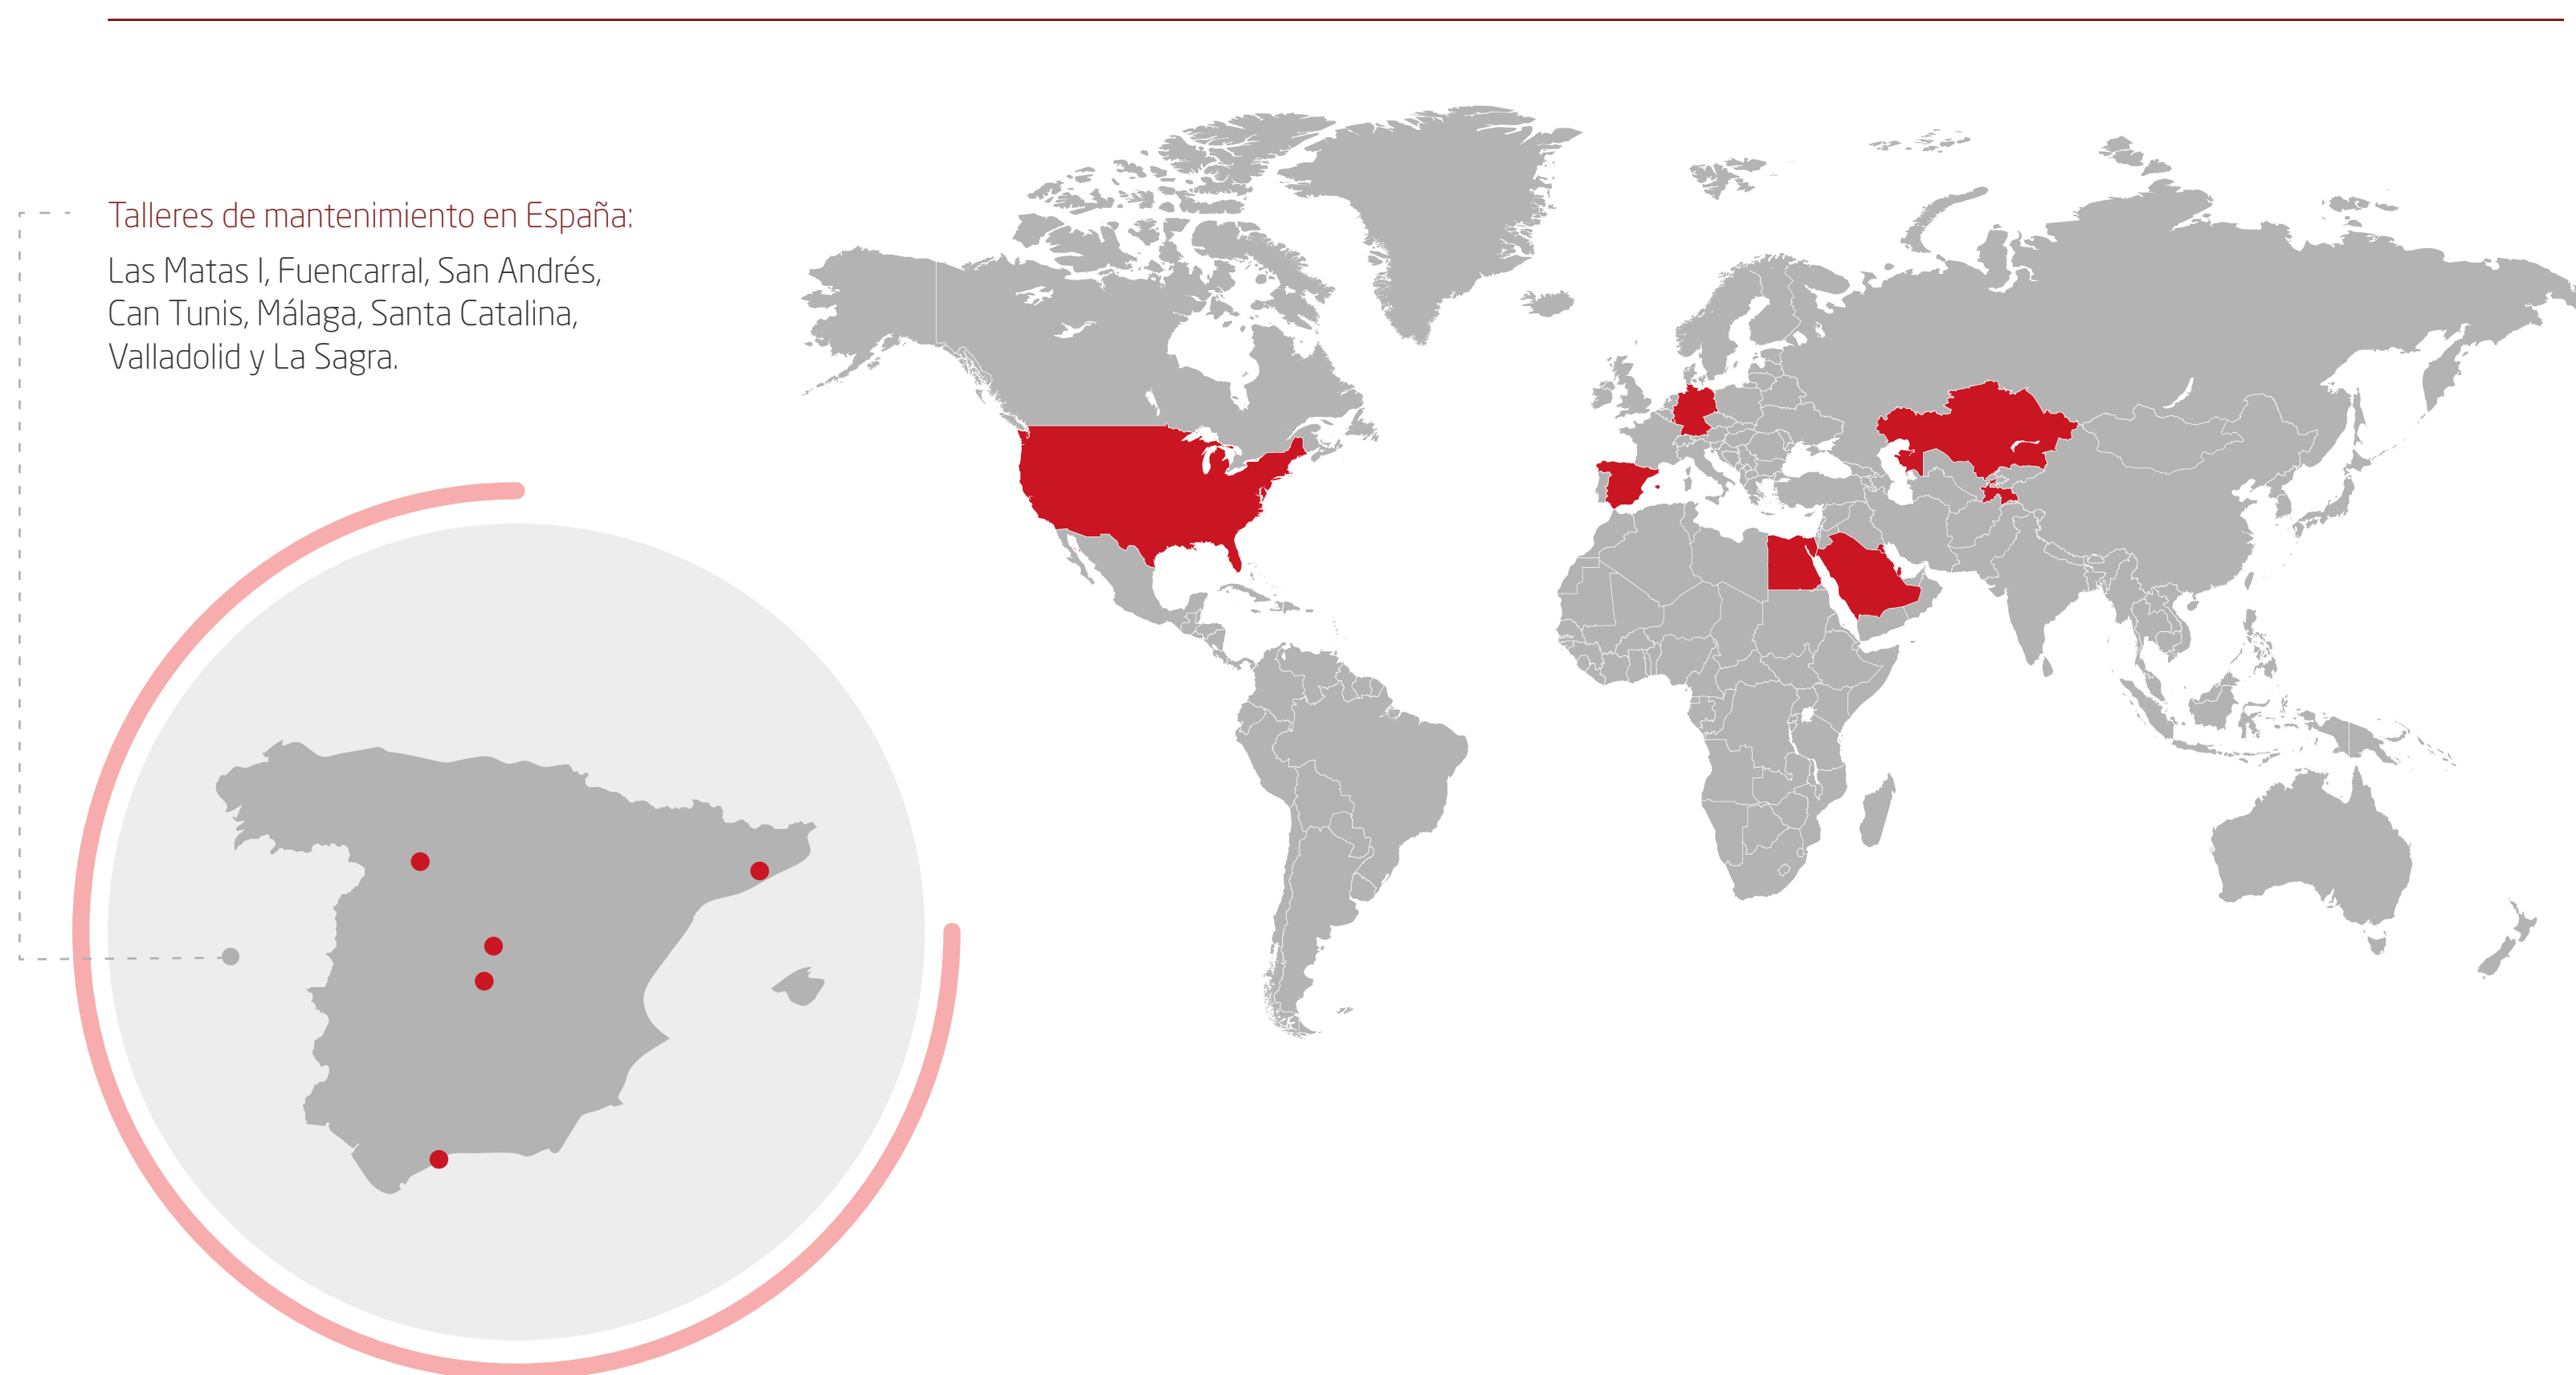 Talleres de mantenimiento en España:
Las Matas I, Fuencarral, San Andrés,
Can Tunis, Málaga, Santa Catalina,
Valladolid y La Sagra.